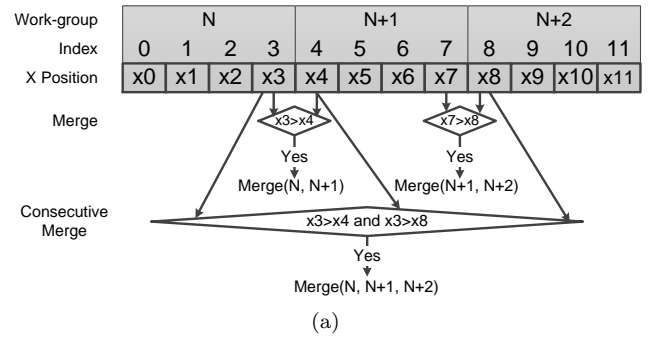 Work-group N N+1 N+2
Index 0 1 2 3 4 5 6 7 8 9 10 11
X Position x0 x1 x2 x3 x4 x5 x6 x7 x8 x9 x10 x11
Merge x3>x4 x7>x8
Yes Yes
Merge(N, N+1) Merge(N+1, N+2)
Consecutive
Merge
x3>x4 and x3>x8
Yes
Merge(N, N+1, N+2)
(a)